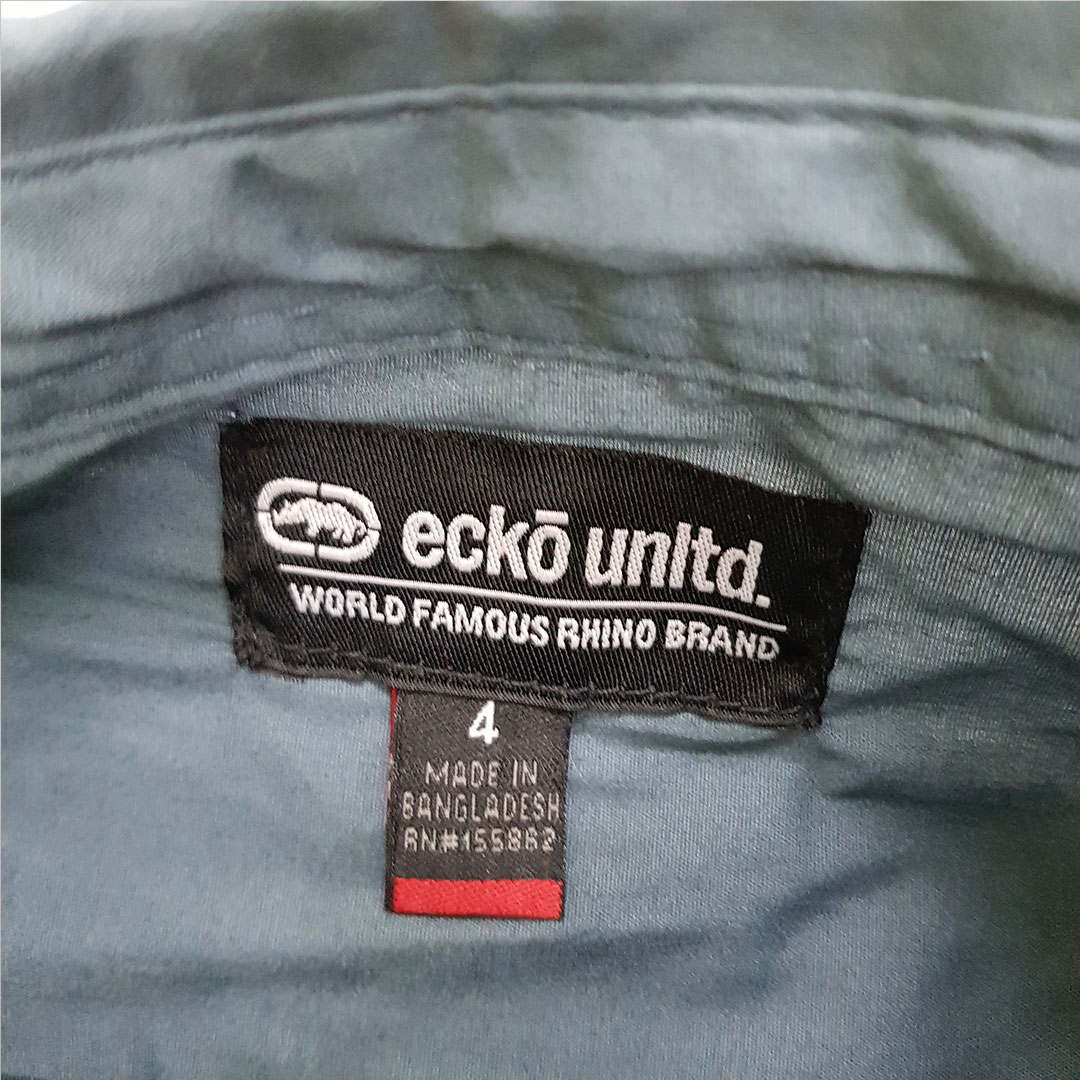 eckō unltd.
WORLD FAMOUS RHINO BRAND
4
MADE IN
BANGLADESH
RN#155862